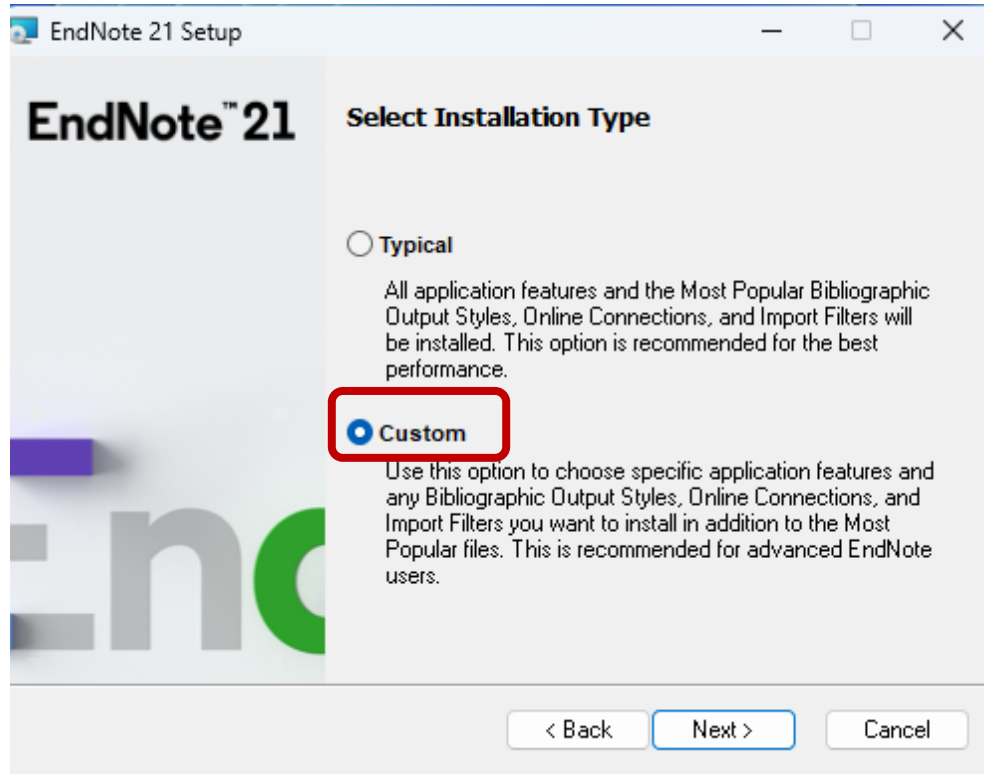 EndNote 21 Setup
EndNote™21
Select Installation Type
Typical
All application features and the Most Popular Bibliographic
Output Styles, Online Connections, and Import Filters will
be installed. This option is recommended for the best
performance.
Custom
Use this option to choose specific application features and
any Bibliographic Output Styles, Online Connections, and
Import Filters you want to install in addition to the Most
Popular files. This is recommended for advanced EndNote
users.
En
< Back Next > Cancel